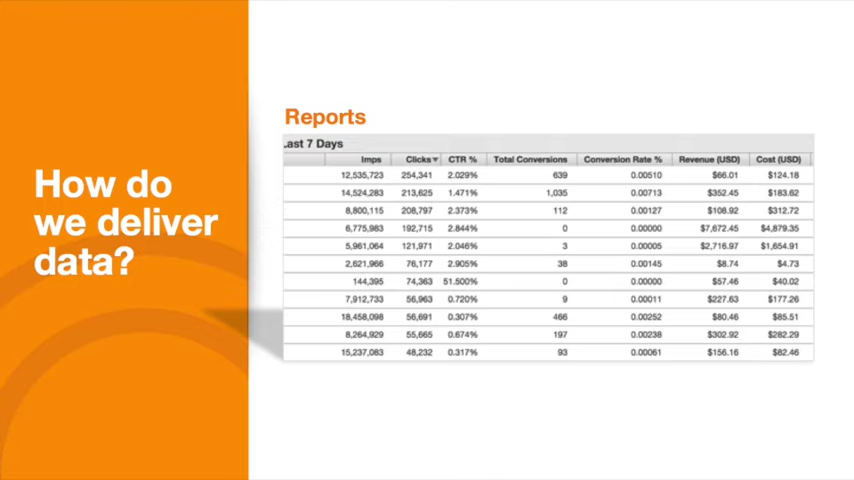 How do
we deliver
data?
Reports
Last 7 Days
Imps Clicks▼ CTR % Total Conversions Conversion Rate % Revenue (USD) Cost (USD)
12,535,723 254,341 2.029% 639 0.00510 $66.01 $124.18
14,524,283 213,625 1.471% 1,035 0.00713 $352.45 $183.62
8,800,115 208,797 2.373% 112 0.00127 $108.92 $312.72
6,775,983 192,715 2.844% 0 0.00000 $7,672.45 $4,879.35
5,961,064 121,971 2.046% 3 0.00005 $2,716.97 $1,654.91
2,621,966 76,177 2.905% 38 0.00145 $8.74 $4.73
144,395 74,363 51.500% 0 0.00000 $57.46 $40.02
7,912,733 56,963 0.720% 9 0.00011 $227.63 $177.26
18,458,098 56,691 0.307% 466 0.00252 $80.46 $85.51
8,264,929 55,665 0.674% 197 0.00238 $302.92 $282.29
15,237,083 48,232 0.317% 93 0.00061 $156.16 $82.46